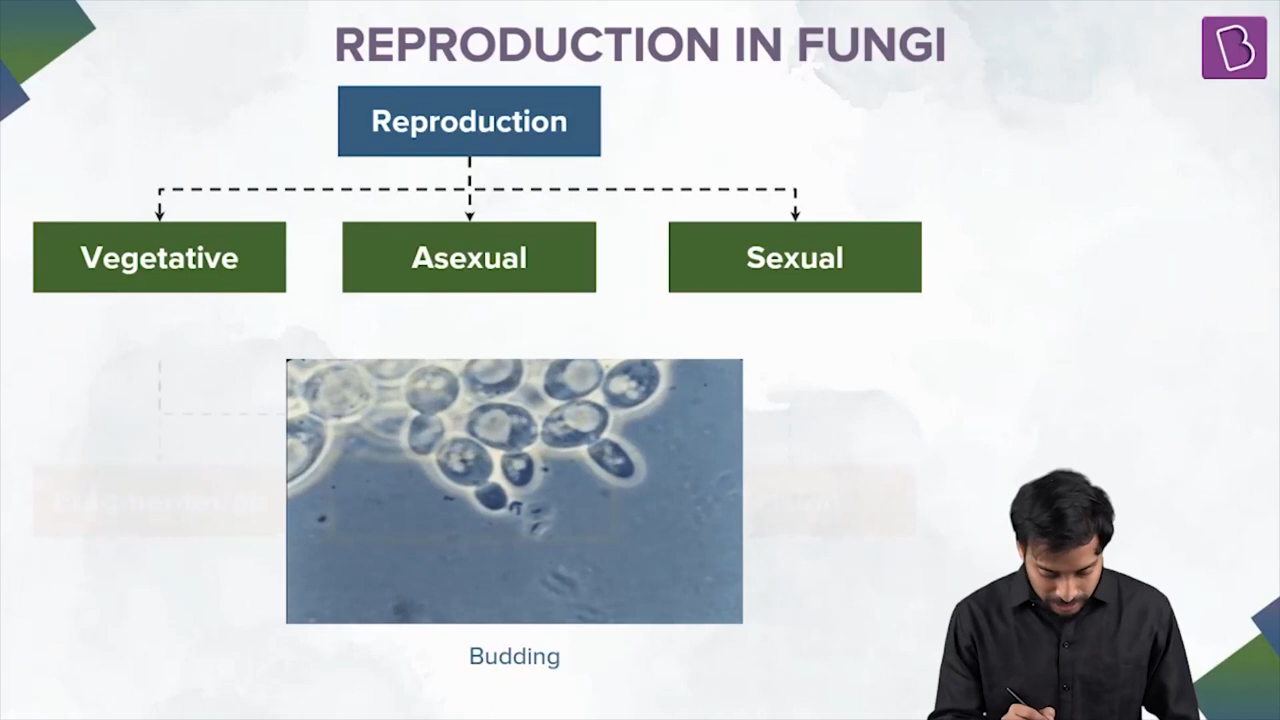 REPRODUCTION IN FUNGI
Reproduction
Vegetative
Asexual
Sexual
Budding